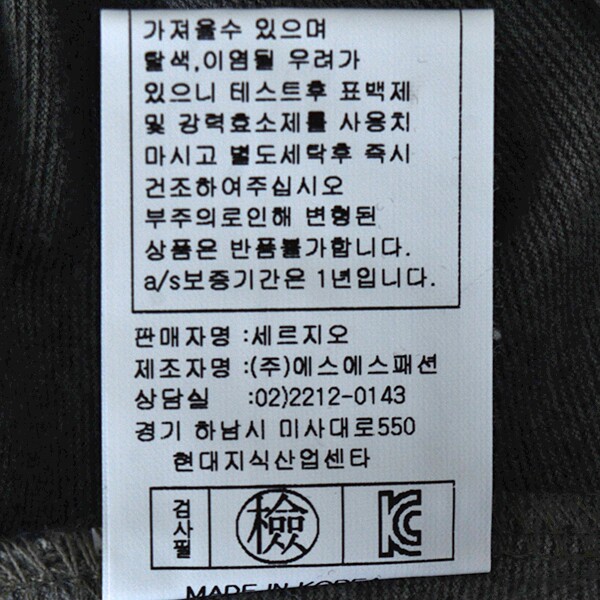 가져올수 있으며
탈색,이염될 우려가
있으니 테스트후 표백제
및 강력효소제를 사용치
마시고 별도세탁후 즉시
건조하여주십시오
부주의로인해 변형된
상품은 반품불가합니다.
a/s보증기간은 1년입니다.
판매자명 :세르지오
제조자명 :(주)에스에스패션
상담실 :02)2212-0143
경기 하남시 미사대로550
현대지식산업센타
검사필 檢 KC
MADE IN KOREA